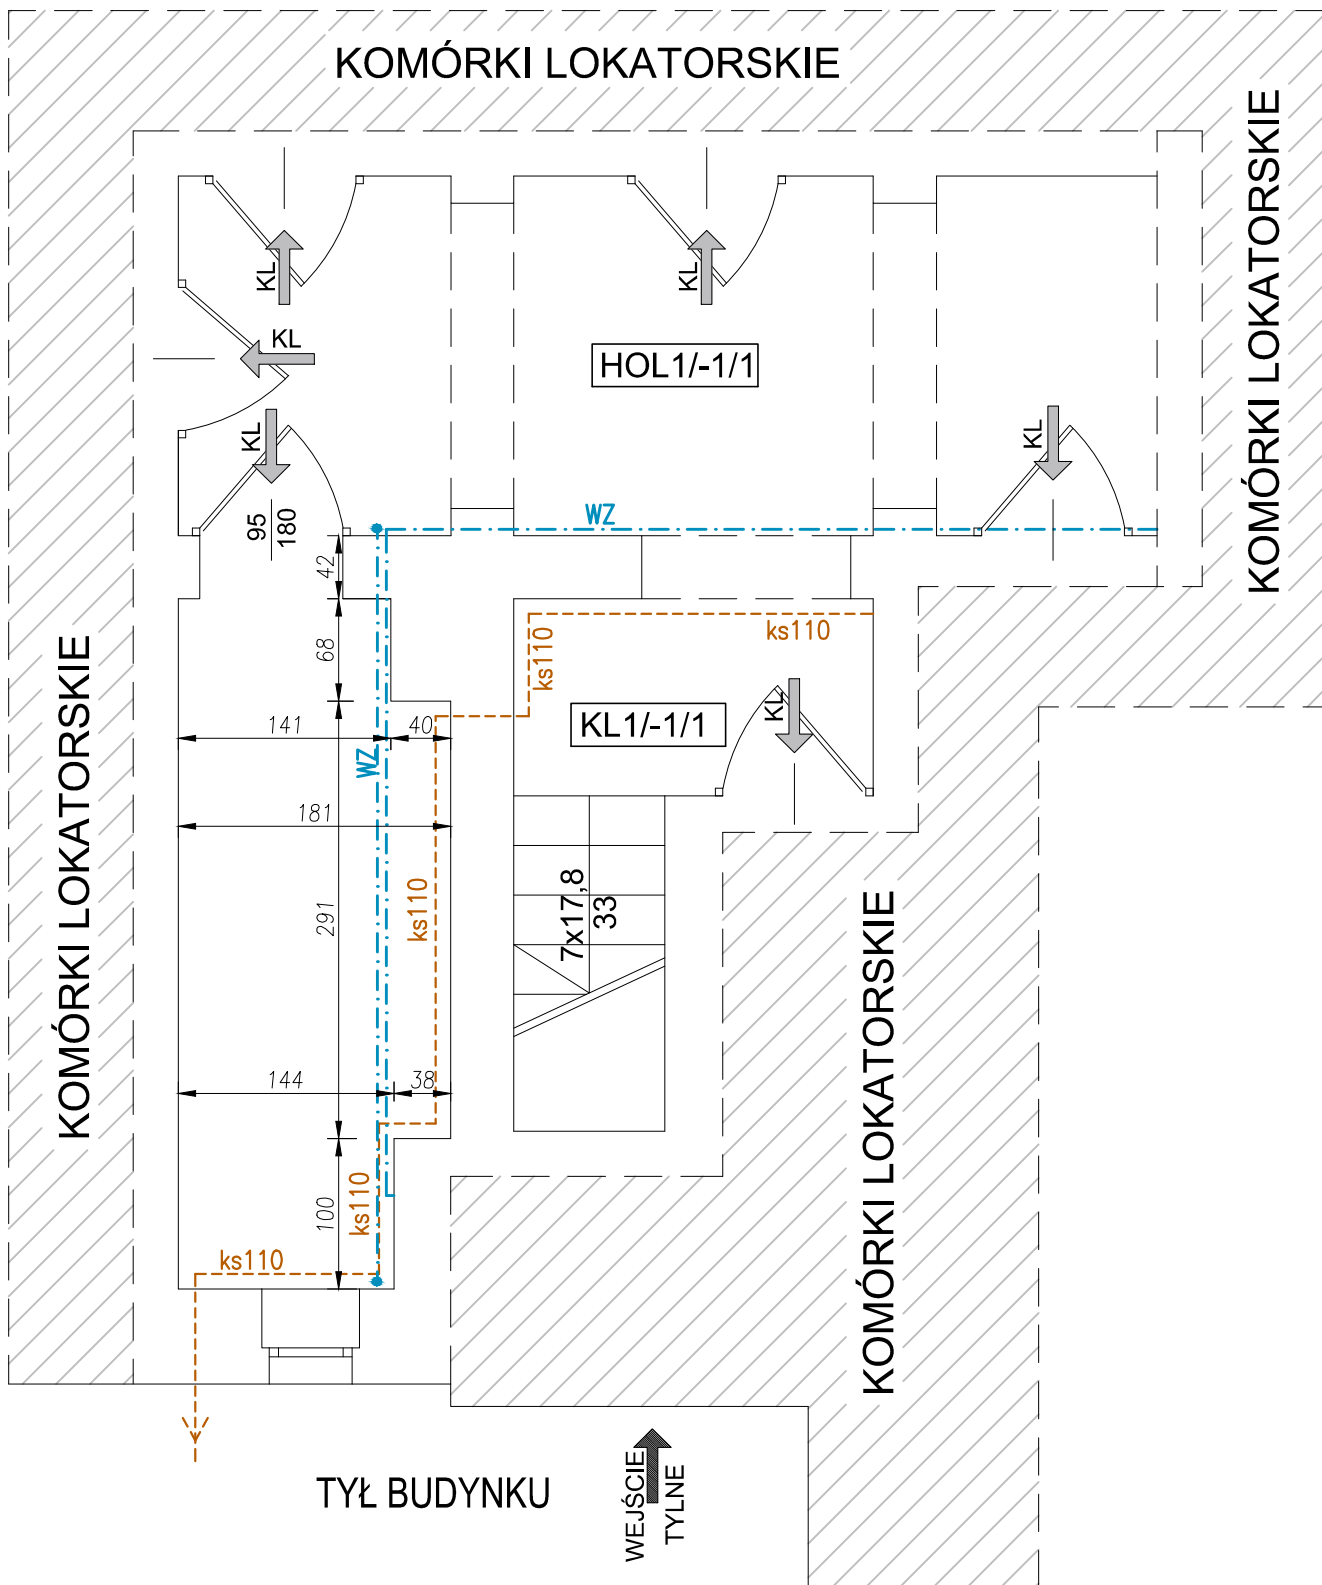 KOMÓRKI LOKATORSKIE
KOMÓRKI LOKATORSKIE
KL
KL
KL
HOL1/-1/1
KL
KL
95
180
WZ
42
68
ks110
ks110
KOMÓRKI LOKATORSKIE
KL1/-1/1
KL
141
40
WZ
181
291
ks110
7x17,8
33
KOMÓRKI LOKATORSKIE
144
38
100
ks110
ks110
TYŁ BUDYNKU
WEJŚCIE
TYLNE